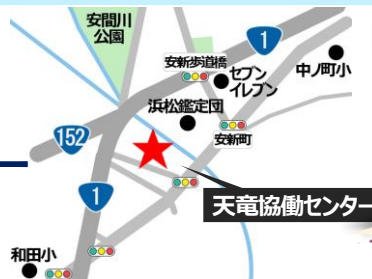 安間川
公園
1
安新歩道橋
セブン
イレブン
中ノ町小
浜松鑑定団
安新町
152
1
天竜協働センター
和田小